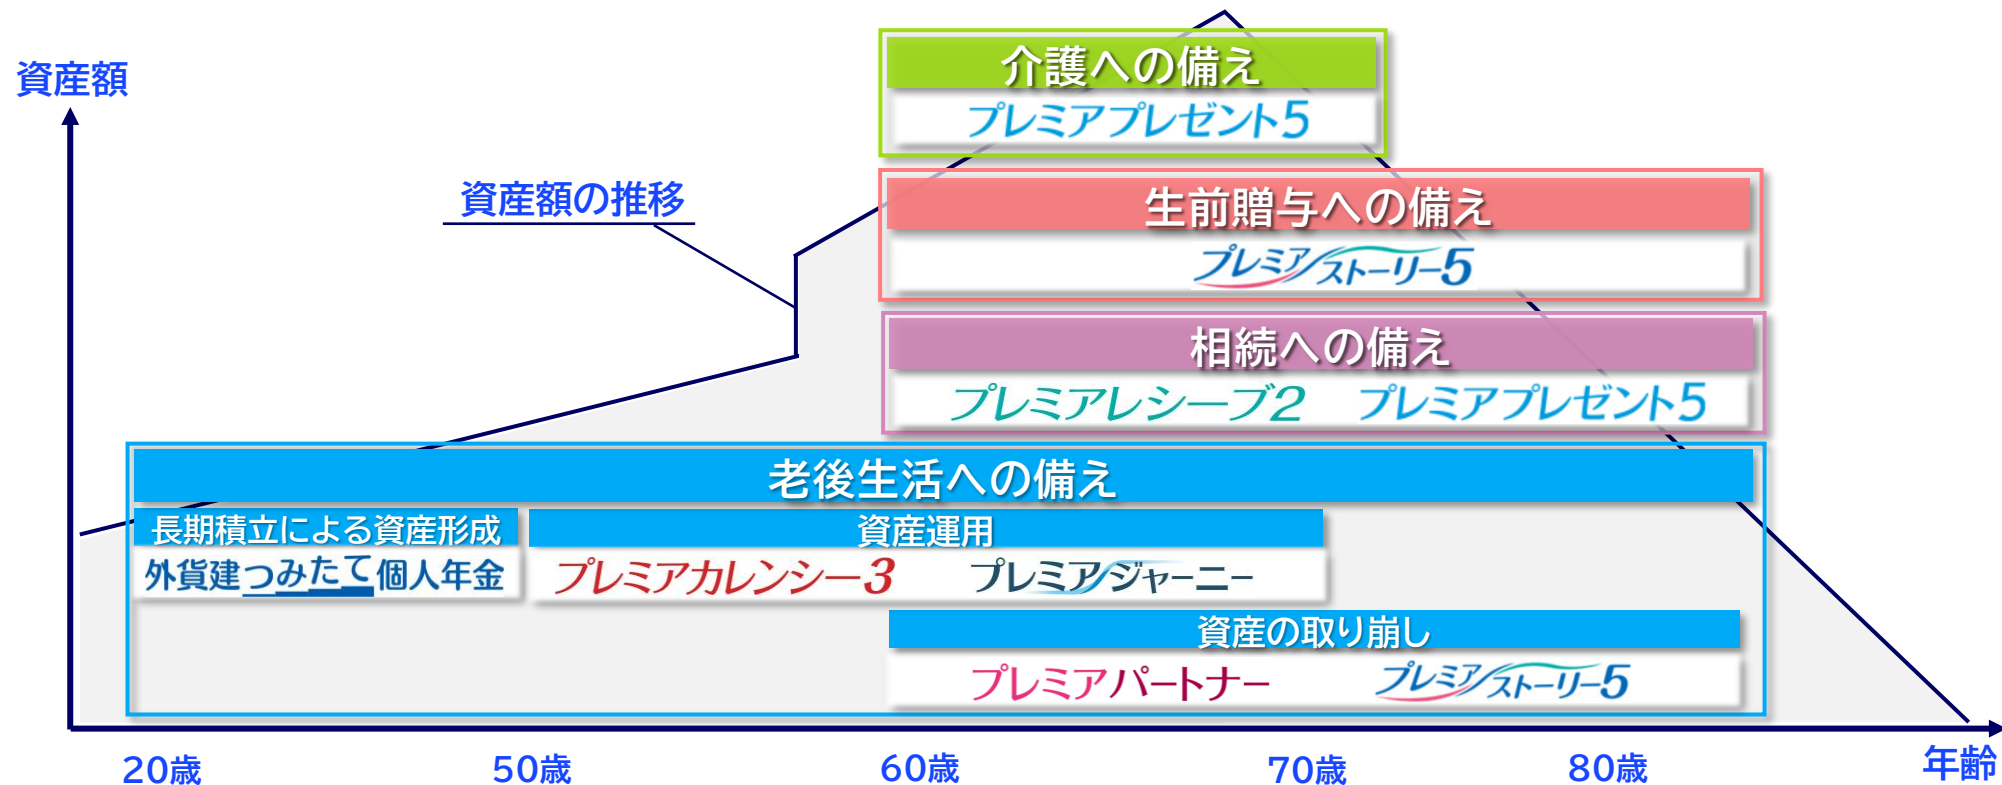 資産額
資産額の推移
介護への備え
プレミアプレゼント5
生前贈与への備え
プレミアストーリー5
相続への備え
プレミアレシーブ2 プレミアプレゼント5
老後生活への備え
長期積立による資産形成
外貨建つみたて個人年金
資産運用
プレミアカレンシー3 プレミアジャーニー
資産の取り崩し
プレミアパートナー プレミアストーリー5
20歳 50歳 60歳 70歳 80歳 年齢